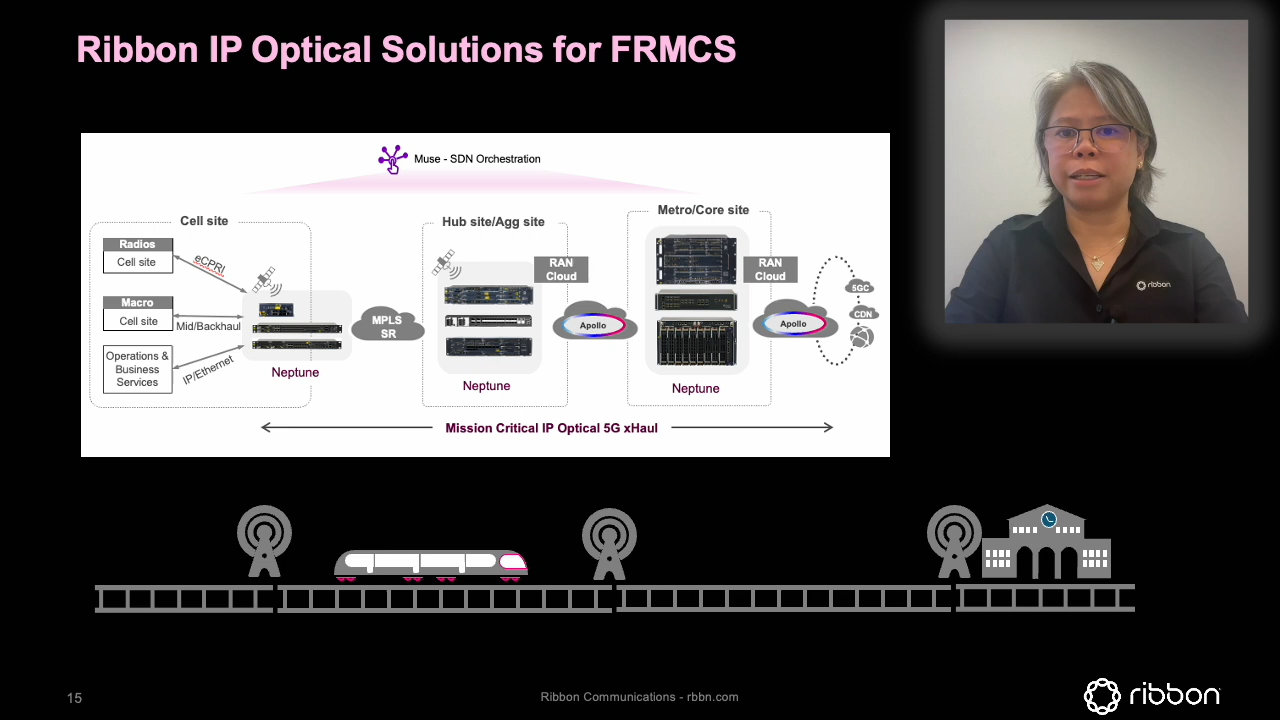 Ribbon IP Optical Solutions for FRMCS
Muse - SDN Orchestration
Cell site
Hub site/Agg site
Metro/Core site
Radios
Cell site
eCPRI
Macro
Cell site
Mid/Backhaul
Operations &
Business
Services
IP/Ethernet
Neptune
MPLS
SR
Neptune
RAN
Cloud
Apollo
Neptune
RAN
Cloud
Apollo
5GC
CDN
Mission Critical IP Optical 5G xHaul
ribbon
15
Ribbon Communications - rbbn.com
ribbon